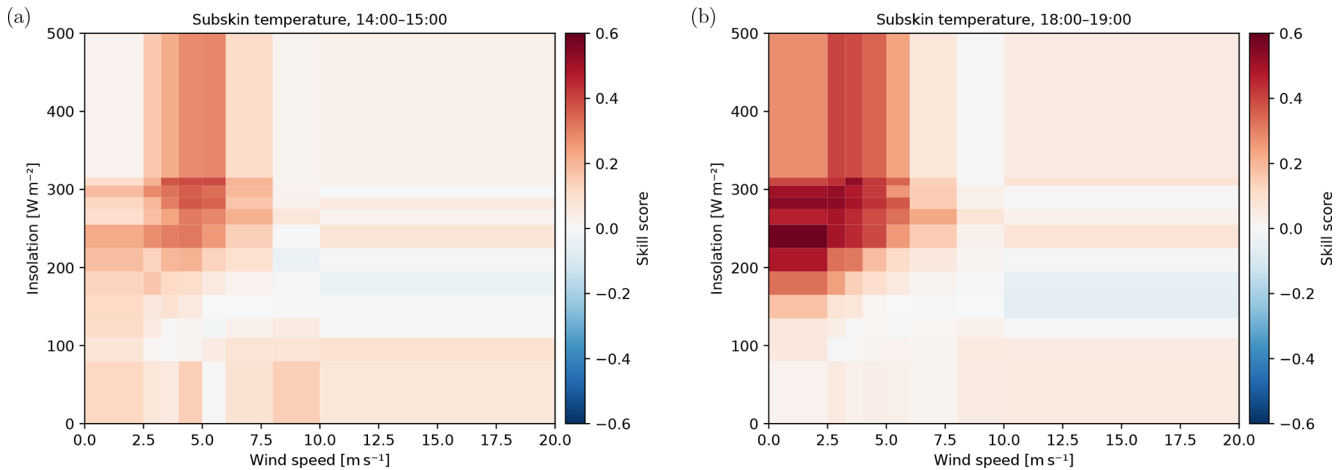 (a)
Subskin temperature, 14:00–15:00
500
400
300
200
100
0
Insolation [W m⁻²]
0.0 2.5 5.0 7.5 10.0 12.5 15.0 17.5 20.0
Wind speed [m s⁻¹]
0.6
0.4
0.2
0.0
−0.2
−0.4
−0.6
Skill score
(b)
Subskin temperature, 18:00–19:00
500
400
300
200
100
0
Insolation [W m⁻²]
0.0 2.5 5.0 7.5 10.0 12.5 15.0 17.5 20.0
Wind speed [m s⁻¹]
0.6
0.4
0.2
0.0
−0.2
−0.4
−0.6
Skill score